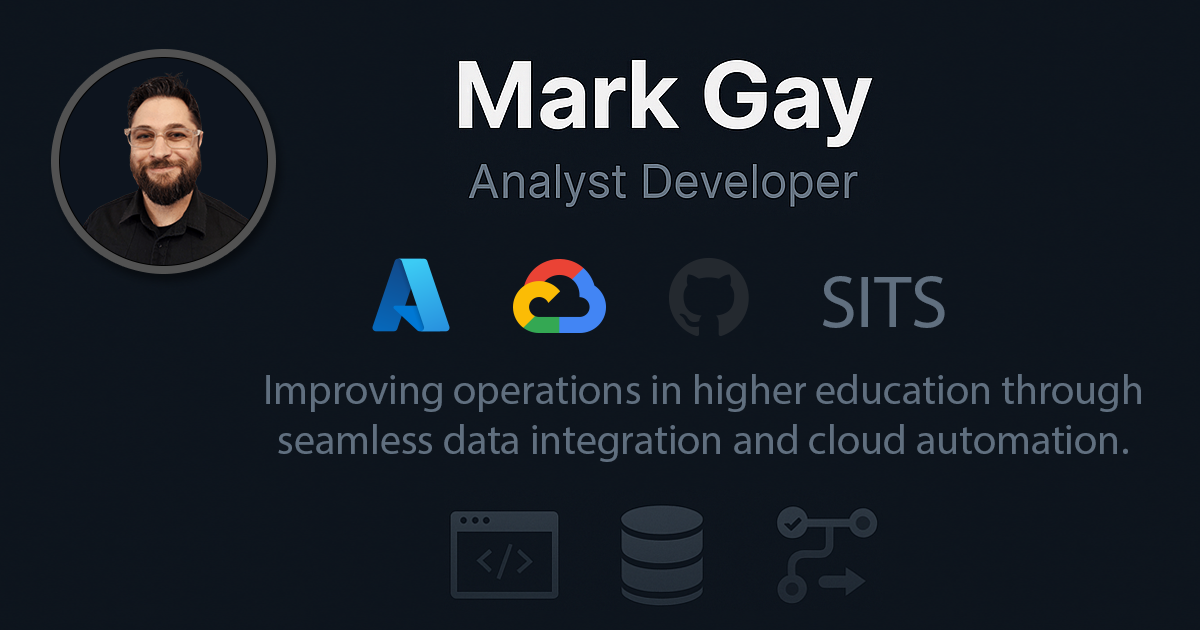 Mark Gay
Analyst Developer
SITS
Improving operations in higher education through
seamless data integration and cloud automation.
</>